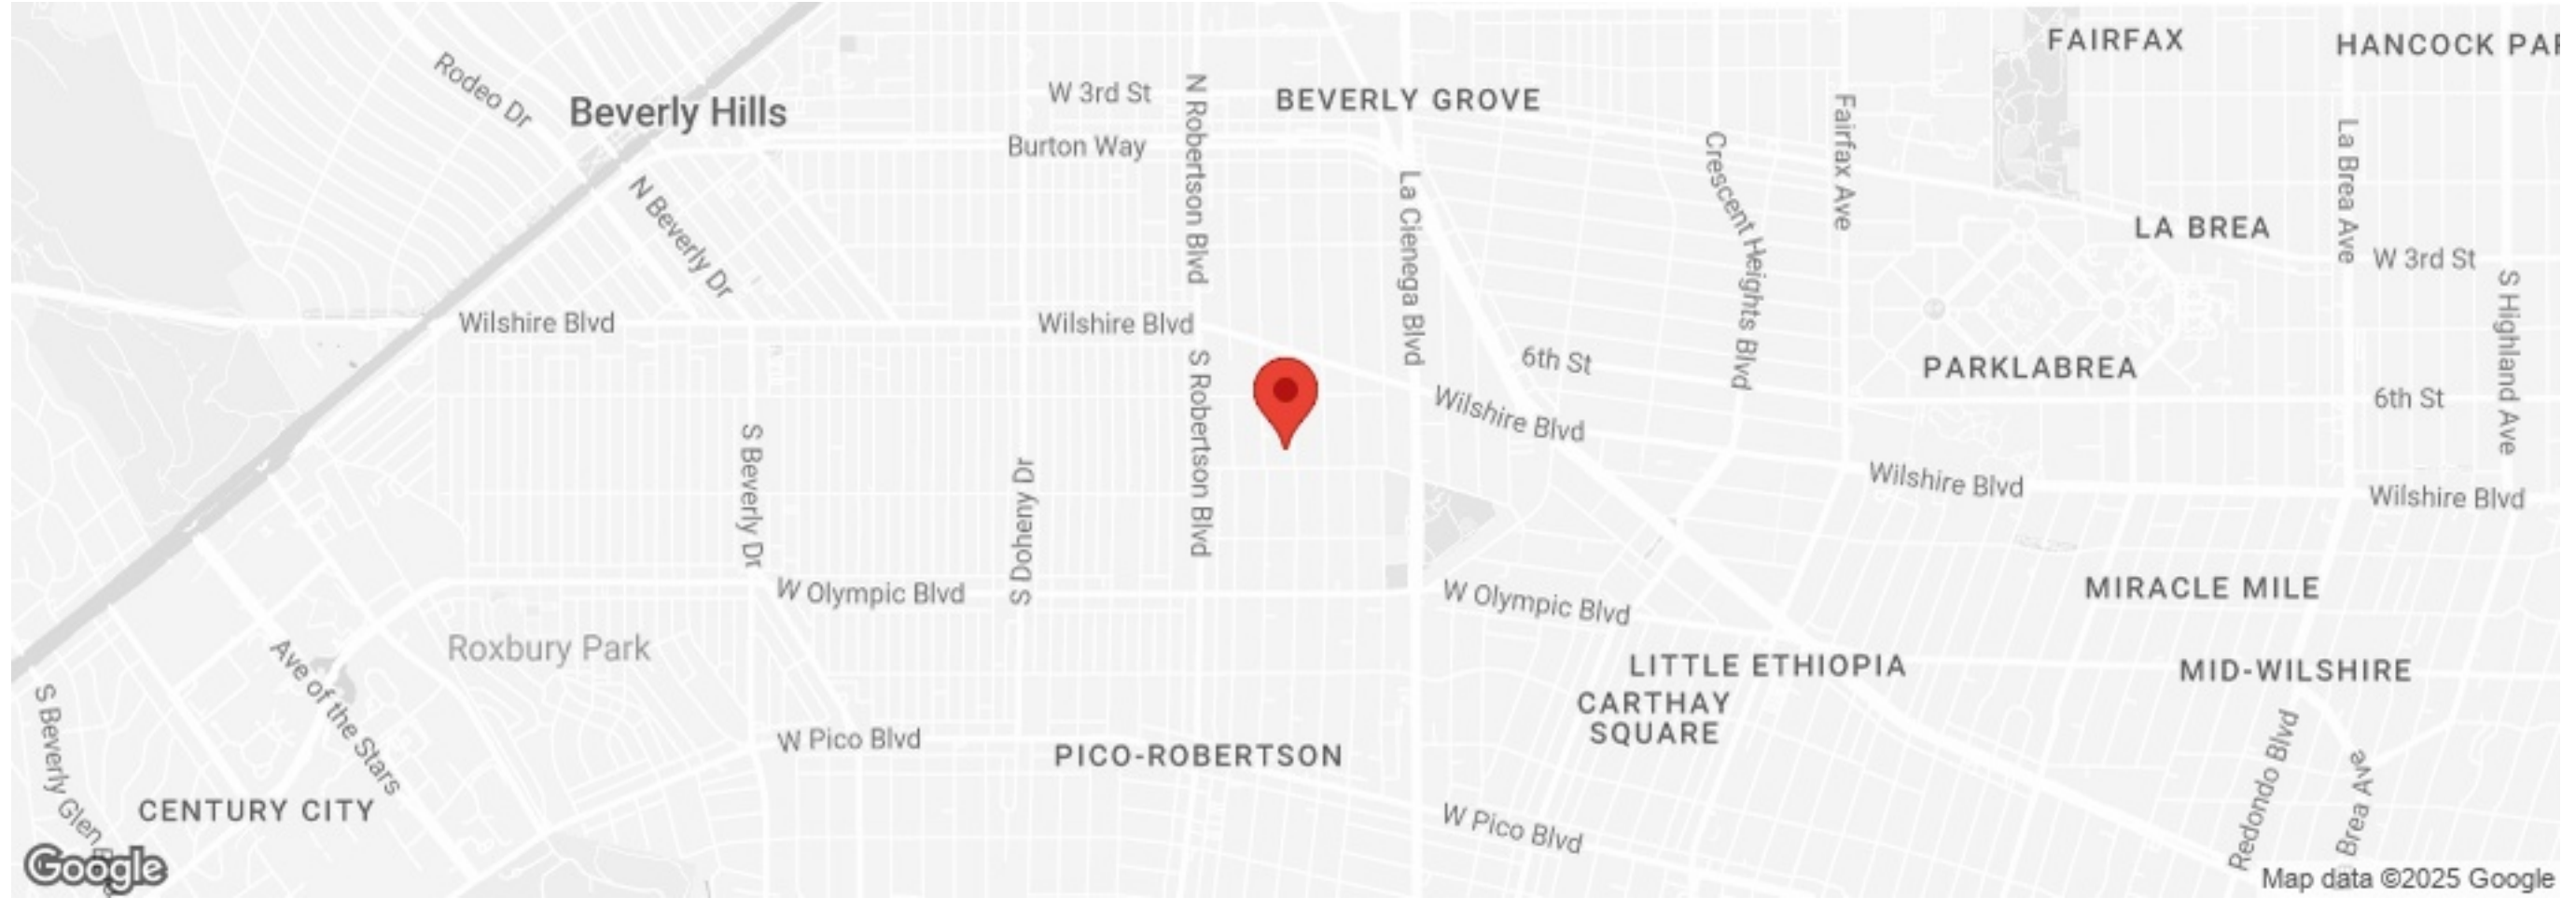 FAIRFAX
HANCOCK PAR
Rodeo Dr
Beverly Hills
W 3rd St
N Robertson Blvd
BEVERLY GROVE
Fairfax Ave
Crescent Heights Blvd
La Brea Ave
Burton Way
La Cienega Blvd
N Beverly Dr
LA BREA
W 3rd St
S Highland Ave
Wilshire Blvd
Wilshire Blvd
S Robertson Blvd
6th St
PARKLABREA
6th St
Wilshire Blvd
S Beverly Dr
S Doheny Dr
Wilshire Blvd
Wilshire Blvd
W Olympic Blvd
W Olympic Blvd
MIRACLE MILE
Roxbury Park
Ave of the Stars
LITTLE ETHIOPIA
MID-WILSHIRE
CARTHAY
SQUARE
S Beverly Glen B
W Pico Blvd
PICO-ROBERTSON
Redondo Blvd
Brea Ave
CENTURY CITY
W Pico Blvd
Google
Map data ©2025 Google